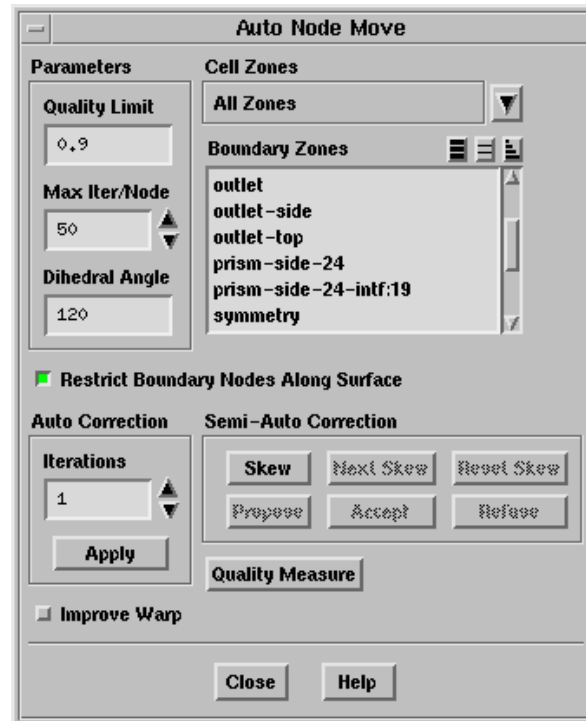 Auto Node Move
Parameters
Quality Limit
0.9
Max Iter/Node
50
Dihedral Angle
120
Cell Zones
All Zones
Boundary Zones
outlet
outlet-side
outlet-top
prism-side-24
prism-side-24-intf:19
symmetry
Restrict Boundary Nodes Along Surface
Auto Correction
Iterations
1
Apply
Semi-Auto Correction
Skew Next Skew Reset Skew
Propose Accept Refuse
Quality Measure
Improve Warp
Close Help